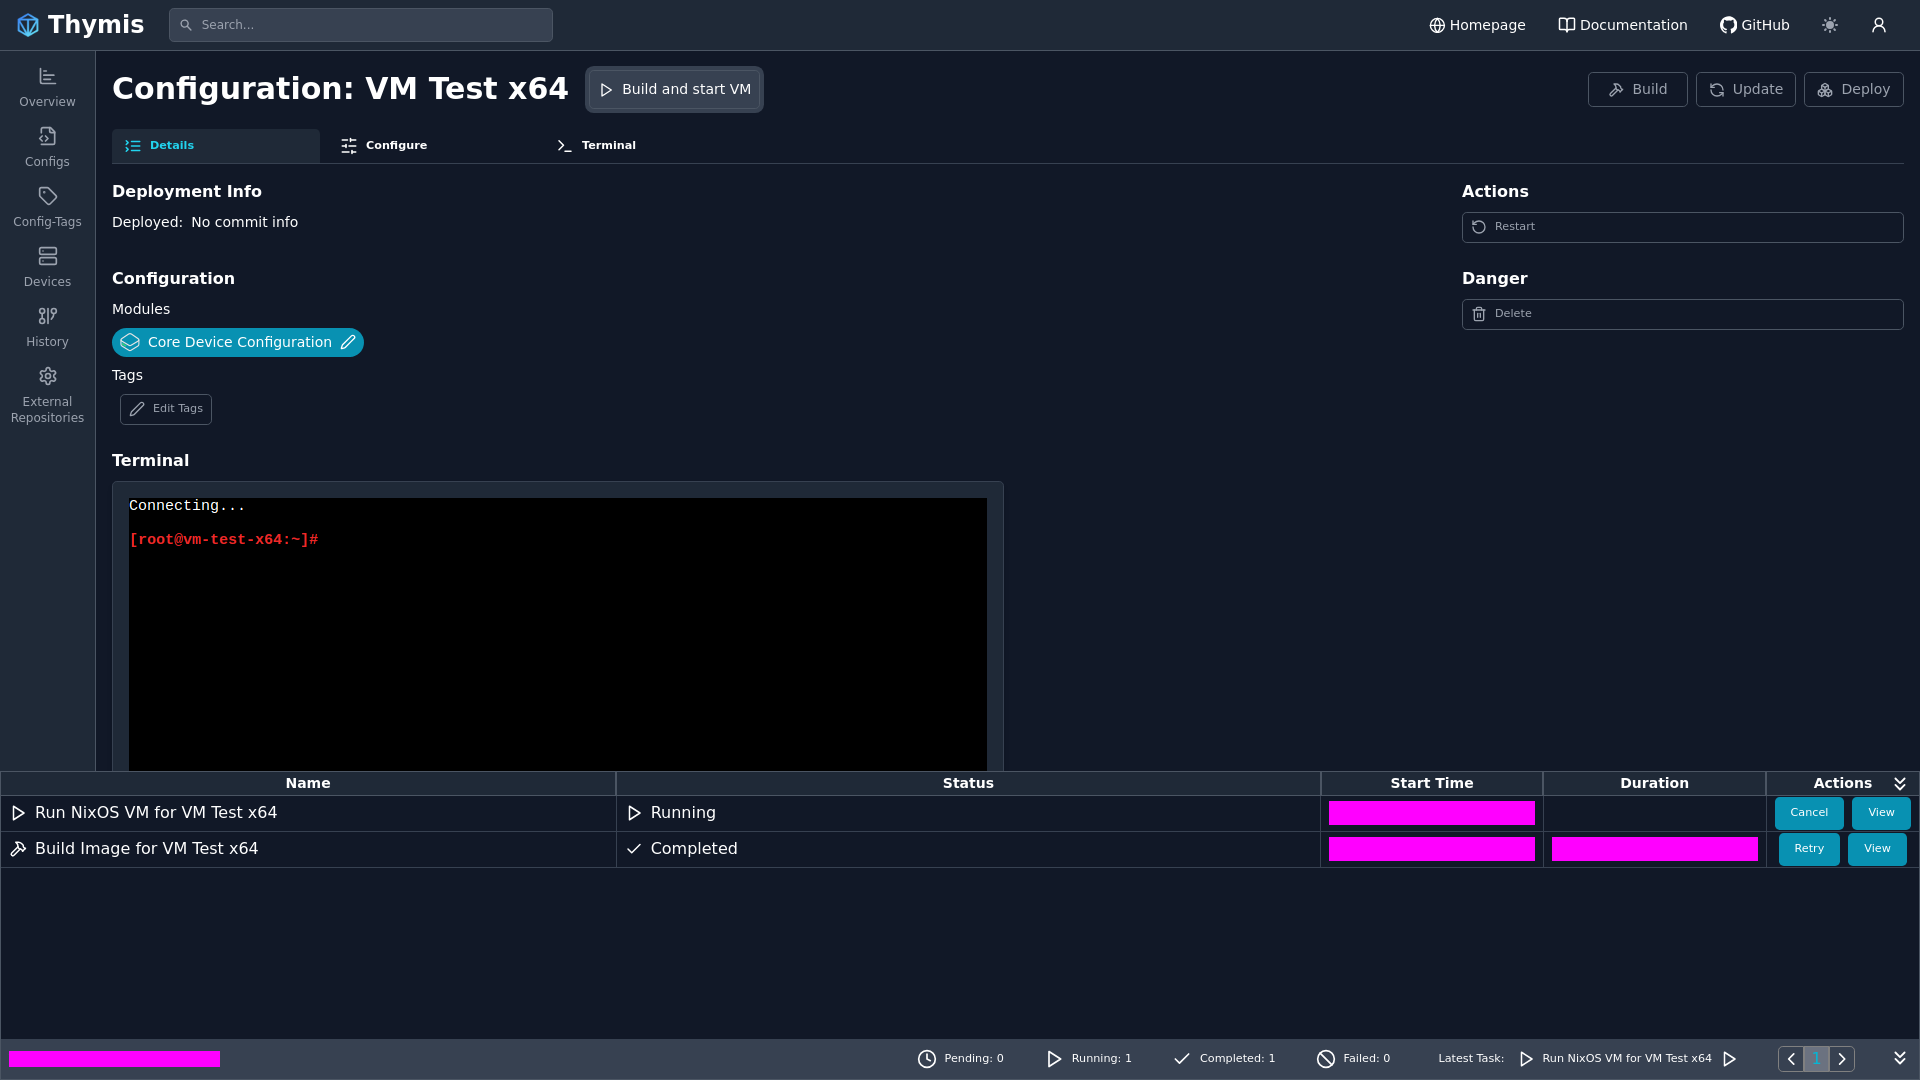 Thymis
Search...
Homepage
Documentation
GitHub
Overview
Configs
Config-Tags
Devices
History
External
Repositories
Configuration: VM Test x64
Build and start VM
Build
Update
Deploy
Details
Configure
Terminal
Deployment Info
Deployed: No commit info
Actions
Restart
Configuration
Modules
Core Device Configuration
Danger
Delete
Tags
Edit Tags
Terminal
Connecting...
[root@vm-test-x64:~]#
Name Status Start Time Duration Actions
Run NixOS VM for VM Test x64 Running Cancel View
Build Image for VM Test x64 Completed Retry View
Pending: 0 Running: 1 Completed: 1 Failed: 0 Latest Task: Run NixOS VM for VM Test x64 1